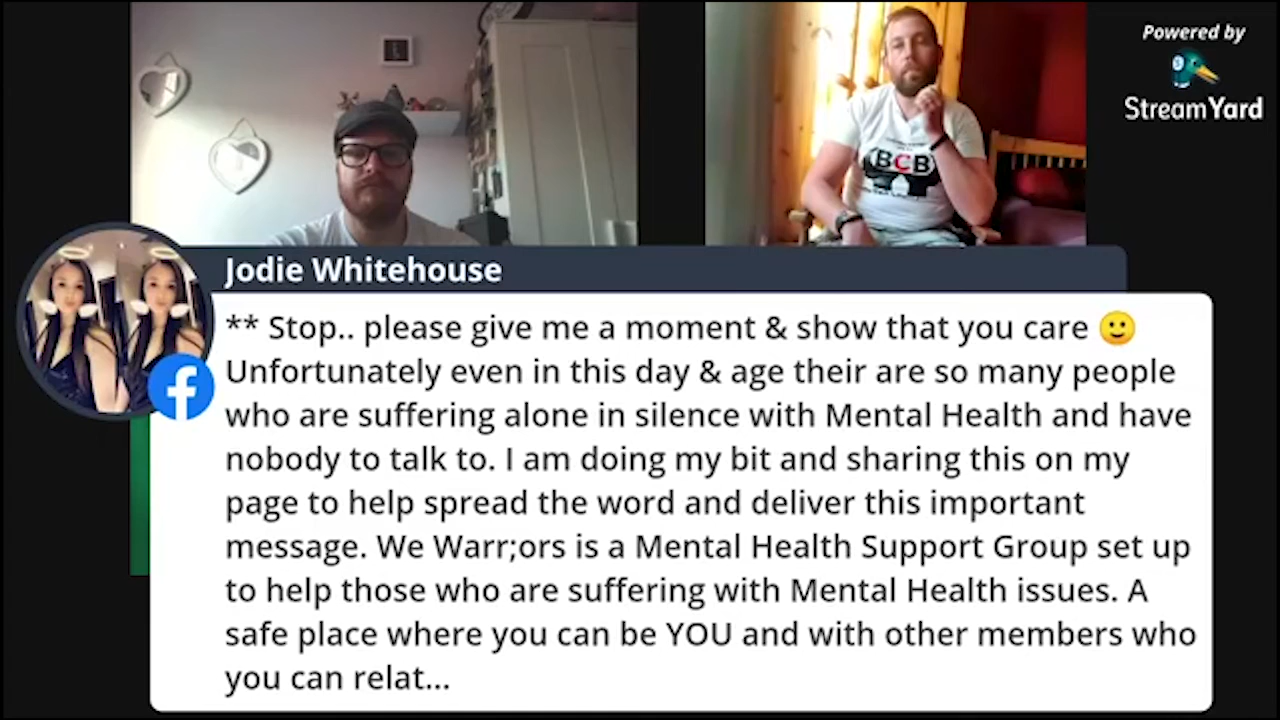 Powered by
StreamYard
BCB
Jodie Whitehouse
** Stop.. please give me a moment & show that you care 🙂
Unfortunately even in this day & age their are so many people
who are suffering alone in silence with Mental Health and have
nobody to talk to. I am doing my bit and sharing this on my
page to help spread the word and deliver this important
message. We Warr;ors is a Mental Health Support Group set up
to help those who are suffering with Mental Health issues. A
safe place where you can be YOU and with other members who
you can relat...